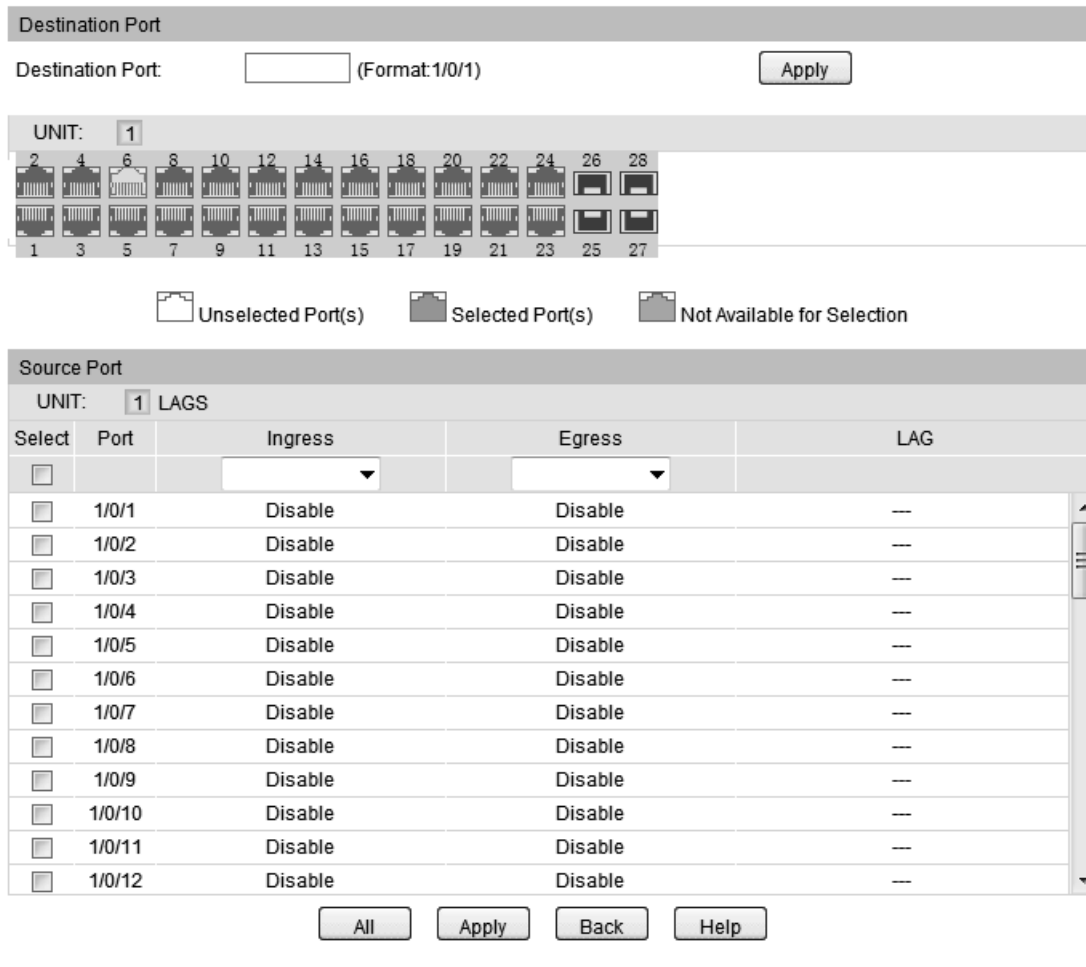 Destination Port
Destination Port: (Format:1/0/1) Apply
UNIT: 1
2 4 6 8 10 12 14 16 18 20 22 24 26 28
1 3 5 7 9 11 13 15 17 19 21 23 25 27
Unselected Port(s) Selected Port(s) Not Available for Selection
Source Port
UNIT: 1 LAGS
Select Port Ingress Egress LAG
1/0/1 Disable Disable ---
1/0/2 Disable Disable ---
1/0/3 Disable Disable ---
1/0/4 Disable Disable ---
1/0/5 Disable Disable ---
1/0/6 Disable Disable ---
1/0/7 Disable Disable ---
1/0/8 Disable Disable ---
1/0/9 Disable Disable ---
1/0/10 Disable Disable ---
1/0/11 Disable Disable ---
1/0/12 Disable Disable ---
All Apply Back Help